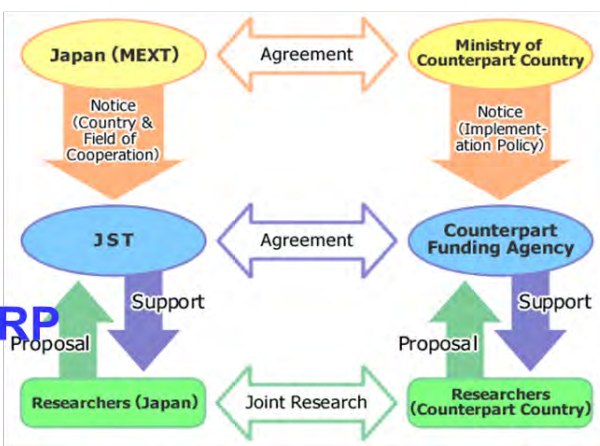 Japan (MEXT)
Agreement
Ministry of
Counterpart Country
Notice
(Country &
Field of
Cooperation)
Notice
(Implement-
ation Policy)
JST
Agreement
Counterpart
Funding Agency
RP
Proposal
Support
Proposal
Support
Researchers (Japan)
Joint Research
Researchers
(Counterpart Country)